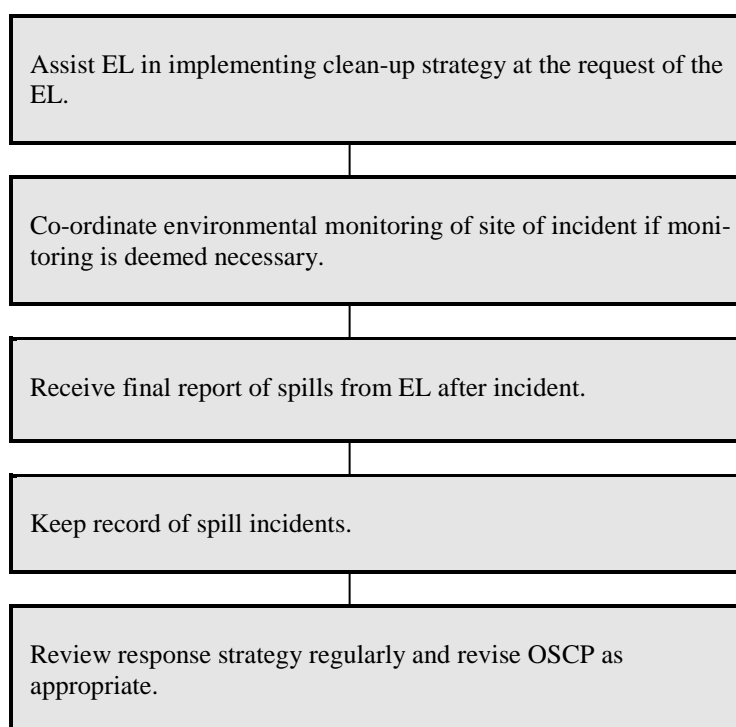 Assist EL in implementing clean-up strategy at the request of the
EL.
Co-ordinate environmental monitoring of site of incident if moni-
toring is deemed necessary.
Receive final report of spills from EL after incident.
Keep record of spill incidents.
Review response strategy regularly and revise OSCP as
appropriate.